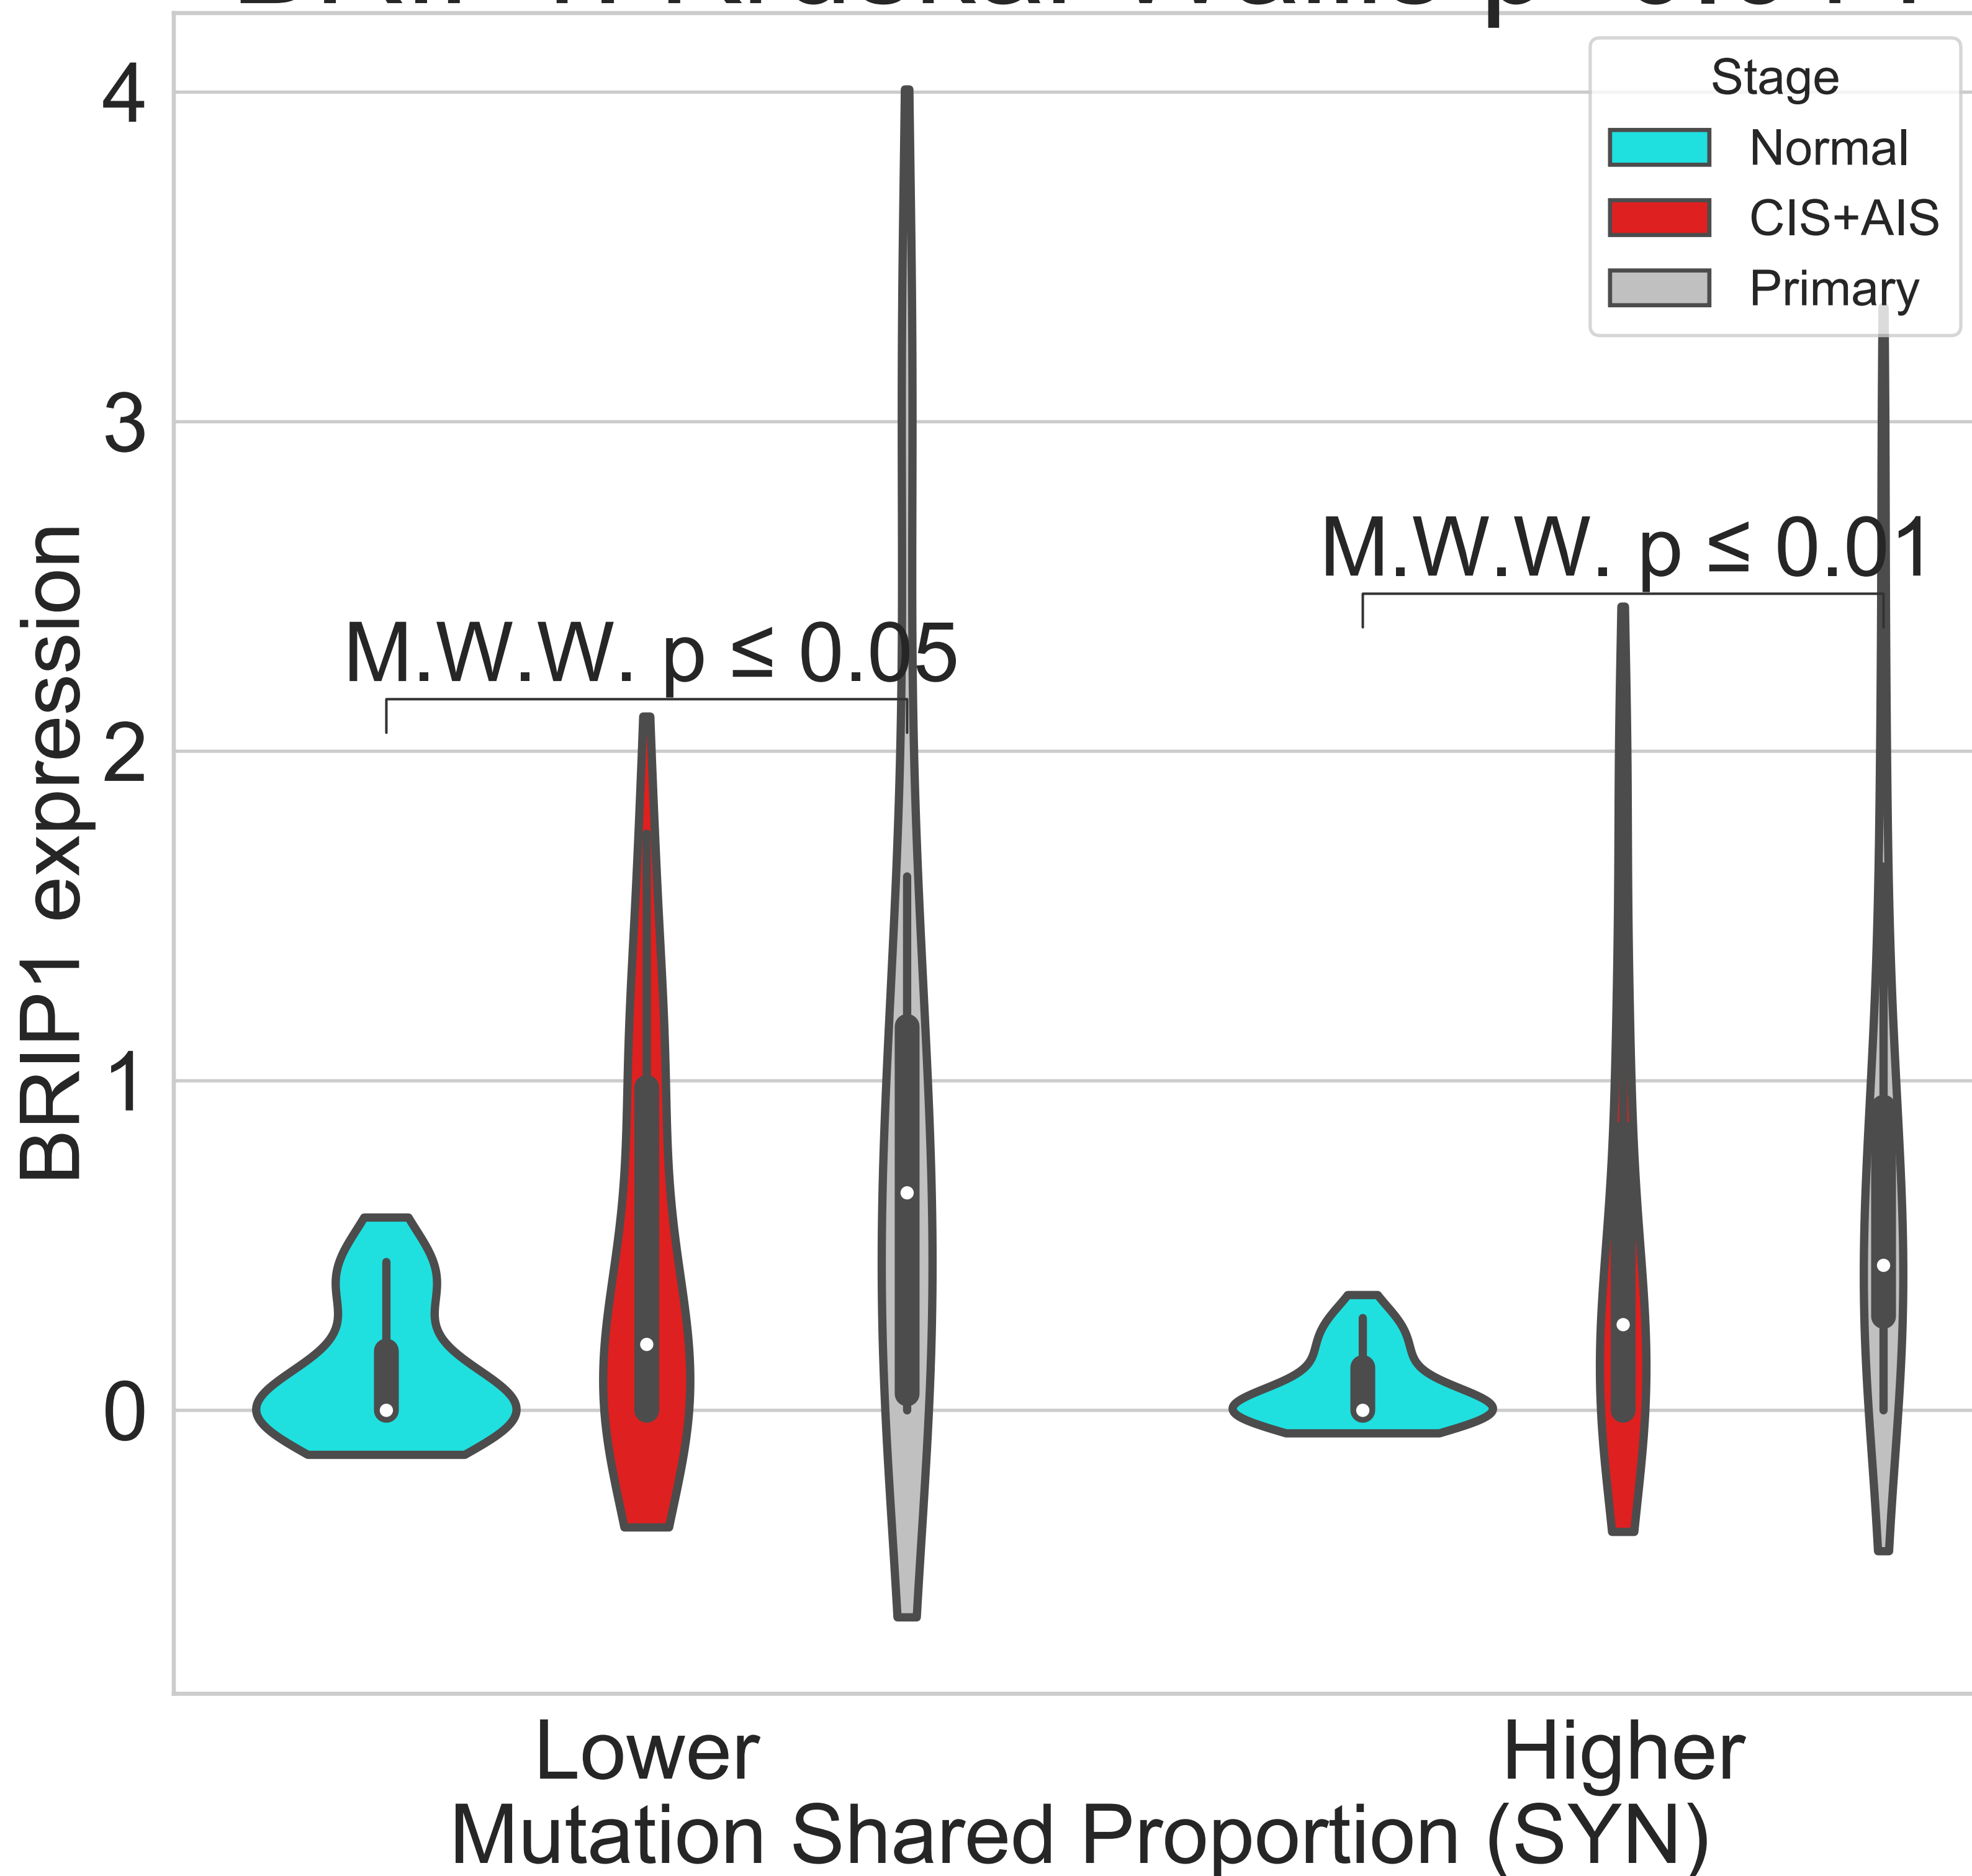 Stage
Normal
CIS+AIS
Primary
4
3
2
1
0
BRIP1 expression
M.W.W. p ≤ 0.05
M.W.W. p ≤ 0.01
Lower
Higher
Mutation Shared Proportion (SYN)